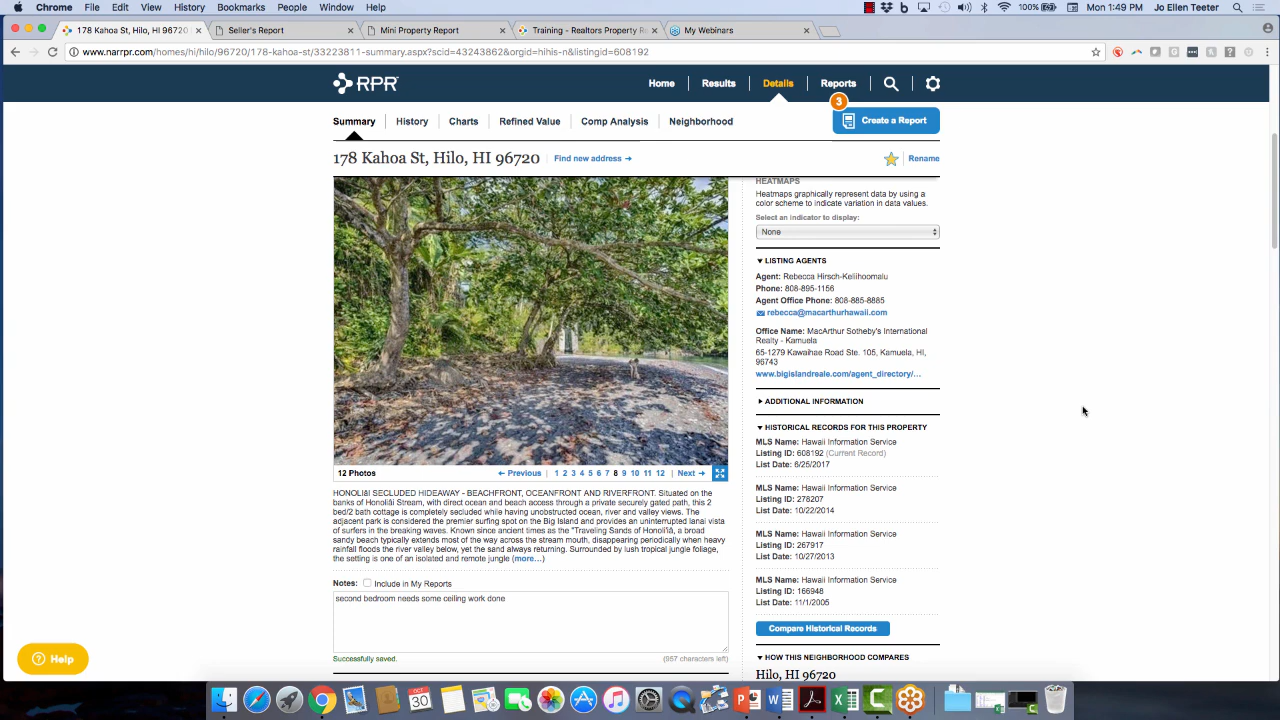 Chrome File Edit View History Bookmarks People Window Help 100% Mon 1:49 PM Jo Ellen Teeter
178 Kahoa St, Hilo, HI 96720 Seller's Report Mini Property Report Training - Realtors Property R My Webinars
www.narrpr.com/homes/hi/hilo/96720/178-kahoa-st/33223811-summary.aspx?scid=43243862&orgid=hihis-n&listingid=608192
RPR Home Results Details Reports
3
Summary History Charts Refined Value Comp Analysis Neighborhood Create a Report
178 Kahoa St, Hilo, HI 96720 Find new address → Rename
HEATMAPS
Heatmaps graphically represent data by using a
color scheme to indicate variation in data values.
Select an indicator to display:
None
LISTING AGENTS
Agent: Rebecca Hirsch-Keliihoomalu
Phone: 808-895-1156
Agent Office Phone: 808-885-8885
rebecca@macarthurhawaii.com
Office Name: MacArthur Sotheby's International
Realty - Kamuela
65-1279 Kawaihae Road Ste. 105, Kamuela, HI,
96743
www.bigislandreale.com/agent_directory/...
ADDITIONAL INFORMATION
HISTORICAL RECORDS FOR THIS PROPERTY
MLS Name: Hawaii Information Service
Listing ID: 608192 (Current Record)
List Date: 6/25/2017
MLS Name: Hawaii Information Service
Listing ID: 278207
List Date: 10/22/2014
MLS Name: Hawaii Information Service
Listing ID: 267917
List Date: 10/27/2013
MLS Name: Hawaii Information Service
Listing ID: 166948
List Date: 11/1/2005
Compare Historical Records
HOW THIS NEIGHBORHOOD COMPARES
Hilo, HI 96720
12 Photos ← Previous | 1 2 3 4 5 6 7 8 9 10 11 12 Next →
HONOLI&I SECLUDED HIDEAWAY - BEACHFRONT, OCEANFRONT AND RIVERFRONT. Situated on the
banks of Honoli&i Stream, with direct ocean and beach access through a private securely gated path, this 2
bed/2 bath cottage is completely secluded while having unobstructed ocean, river and valley views. The
adjacent park is considered the premier surfing spot on the Big Island and provides an uninterrupted lanai vista
of surfers in the breaking waves. Known since ancient times as the "Traveling Sands of a broad
sandy beach typically extends most of the way across the stream mouth, disappearing periodically when heavy
rainfall floods the river valley below, yet the sand always returning. Surrounded by lush tropical jungle foliage,
the setting is one of an isolated and remote jungle (more...)
Notes: Include in My Reports
second bedroom needs some ceiling work done
Successfully saved. (957 characters left)
Help
OCT
30